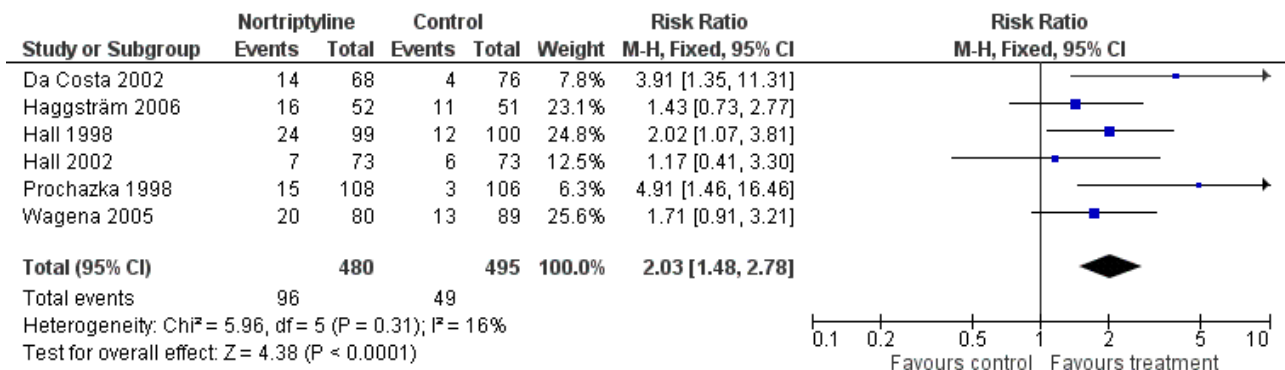 Nortriptyline Control Risk Ratio Risk Ratio
Study or Subgroup Events Total Events Total Weight M-H, Fixed, 95% CI M-H, Fixed, 95% CI
Da Costa 2002 14 68 4 76 7.8% 3.91 [1.35, 11.31]
Haggsträm 2006 16 52 11 51 23.1% 1.43 [0.73, 2.77]
Hall 1998 24 99 12 100 24.8% 2.02 [1.07, 3.81]
Hall 2002 7 73 6 73 12.5% 1.17 [0.41, 3.30]
Prochazka 1998 15 108 3 106 6.3% 4.91 [1.46, 16.46]
Wagena 2005 20 80 13 89 25.6% 1.71 [0.91, 3.21]
Total (95% CI) 480 495 100.0% 2.03 [1.48, 2.78]
Total events 96 49
Heterogeneity: Chi² = 5.96, df = 5 (P = 0.31); I² = 16%
Test for overall effect: Z = 4.38 (P < 0.0001)
0.1 0.2 0.5 1 2 5 10
Favours control Favours treatment